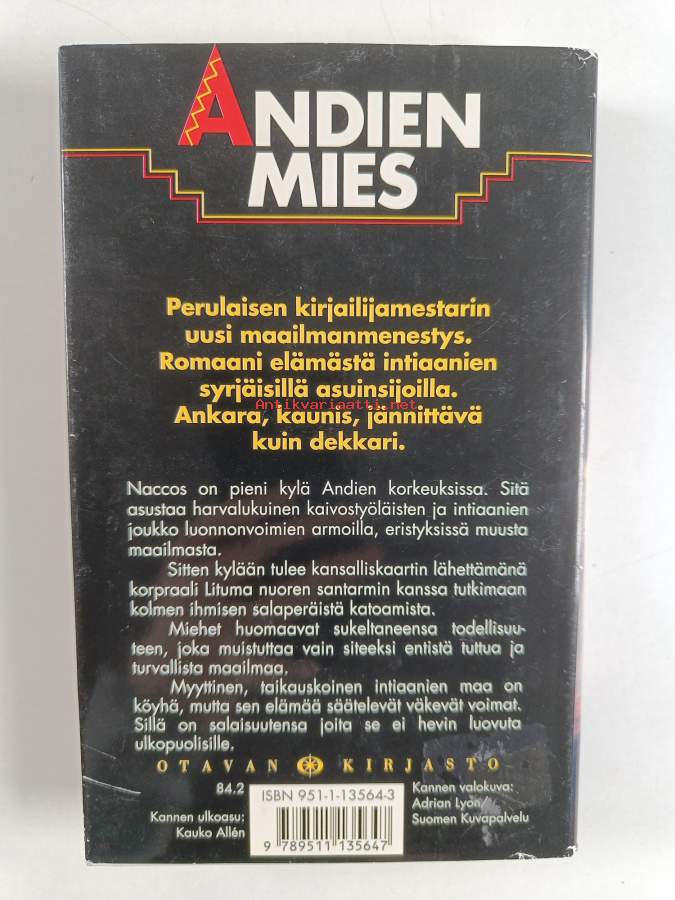 ANDIEN
MIES
Perulaisen kirjailijamestarin
uusi maailmanmenestys.
Romaani elämästä intiaanien
syrjäisillä asuinsijoilla.
Antikvariaatti.net
Ankara, kaunis, jännittävä
kuin dekkari.
Naccos on pieni kylä Andien korkeuksissa. Sitä
asustaa harvalukuinen kaivostyöläisten ja intiaanien
joukko luonnonvoimien armoilla, eristyksissä muusta
maailmasta.
Sitten kylään tulee kansalliskaartin lähettämänä
korpraali Lituma nuoren santarmin kanssa tutkimaan
kolmen ihmisen salaperäistä katoamista.
Miehet huomaavat sukeltaneensa todellisuu-
teen, joka muistuttaa vain siteeksi entistä tuttua ja
turvallista maailmaa.
Myyttinen, taikauskoinen intiaanien maa on
köyhä, mutta sen elämää säätelevät väkevät voimat.
Sillä on salaisuutensa joita se ei hevin luovuta
ulkopuolisille.
OTAVAN KIRJASTO
84.2
ISBN 951-1-13564-3
Kannen valokuva:
Adrian Lyon,
Suomen Kuvapalvelu
Kannen ulkoasu:
Kauko Allén
9 789511 135647